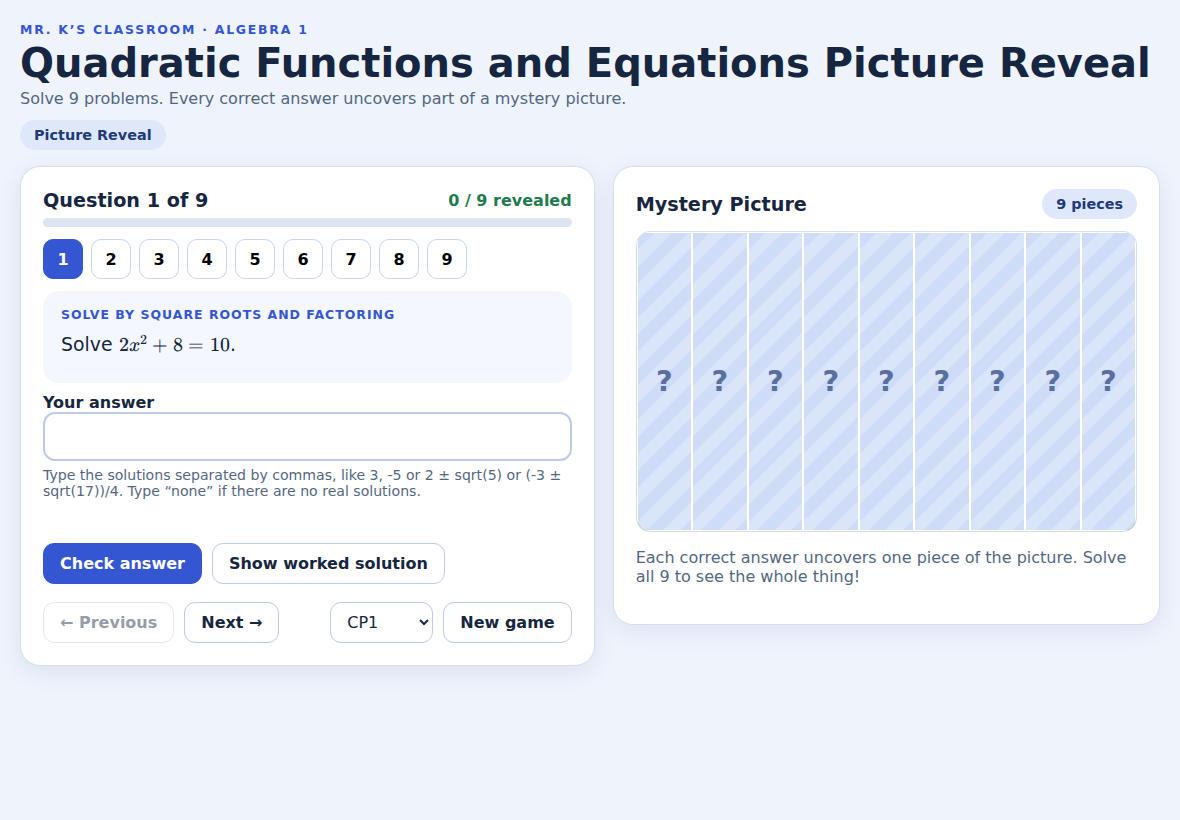 MR. K’S CLASSROOM · ALGEBRA 1
Quadratic Functions and Equations Picture Reveal
Solve 9 problems. Every correct answer uncovers part of a mystery picture.
Picture Reveal
Question 1 of 9
0 / 9 revealed
1 2 3 4 5 6 7 8 9
SOLVE BY SQUARE ROOTS AND FACTORING
Solve 2x² + 8 = 10.
Your answer
Type the solutions separated by commas, like 3, -5 or 2 ± sqrt(5) or (-3 ±
sqrt(17))/4. Type “none” if there are no real solutions.
Check answer
Show worked solution
← Previous
Next →
CP1
New game
Mystery Picture
9 pieces
? ? ? ? ? ? ? ? ?
Each correct answer uncovers one piece of the picture. Solve
all 9 to see the whole thing!